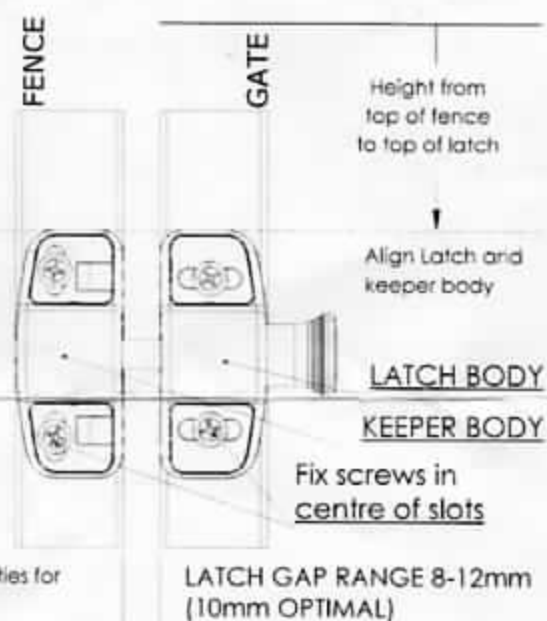 FENCE
GATE
Height from
top of fence
to top of latch
Align Latch and
keeper body
LATCH BODY
KEEPER BODY
Fix screws in
centre of slots
for
LATCH GAP RANGE 8-12mm
(10mm OPTIMAL)